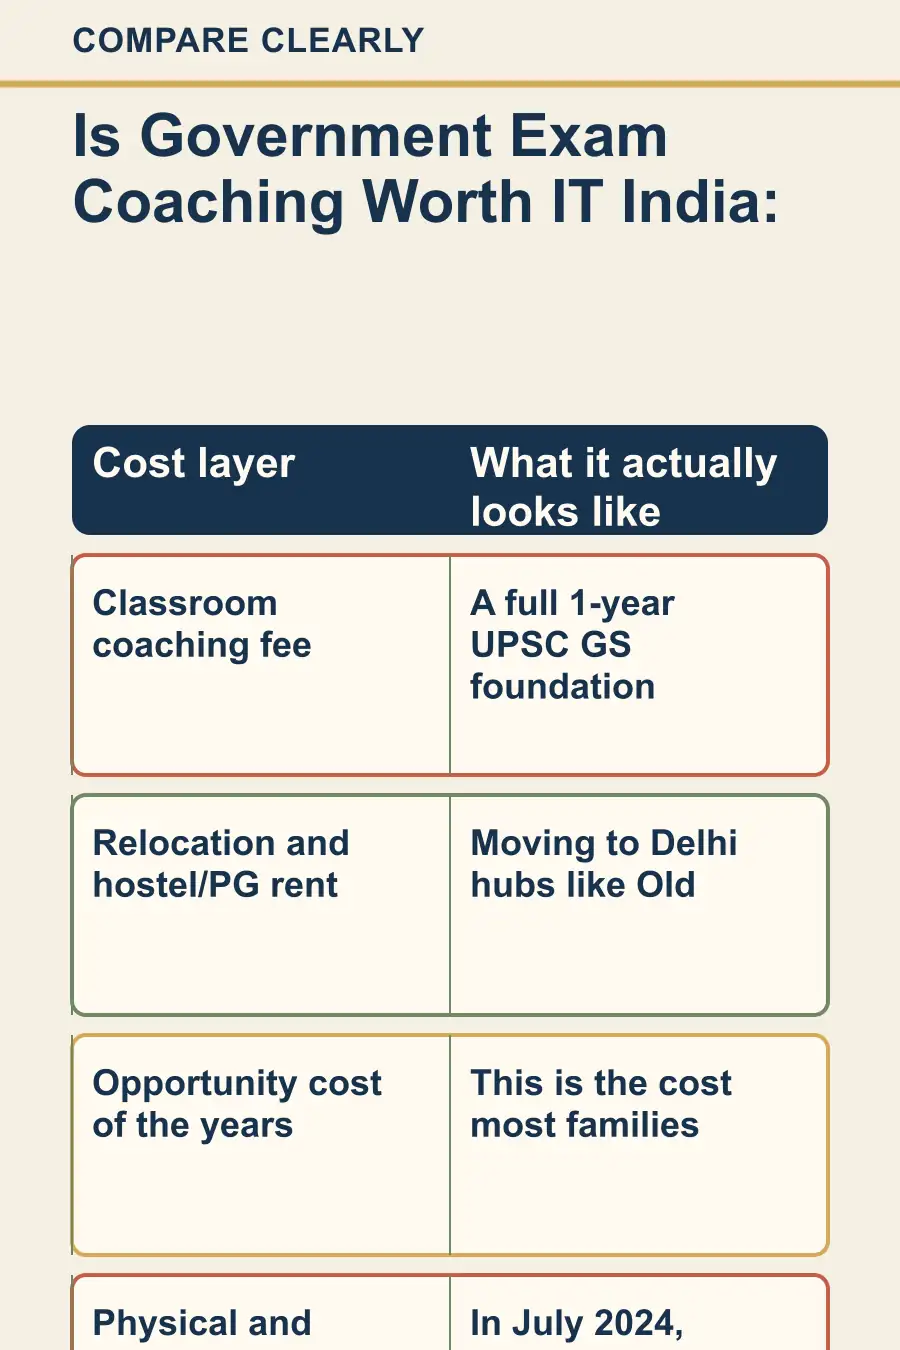 COMPARE CLEARLY
Is Government Exam
Coaching Worth IT India:
Cost layer
What it actually
looks like
Classroom
coaching fee
A full 1-year
UPSC GS
foundation
Relocation and
hostel/PG rent
Moving to Delhi
hubs like Old
Opportunity cost
of the years
This is the cost
most families
Physical and
In July 2024,